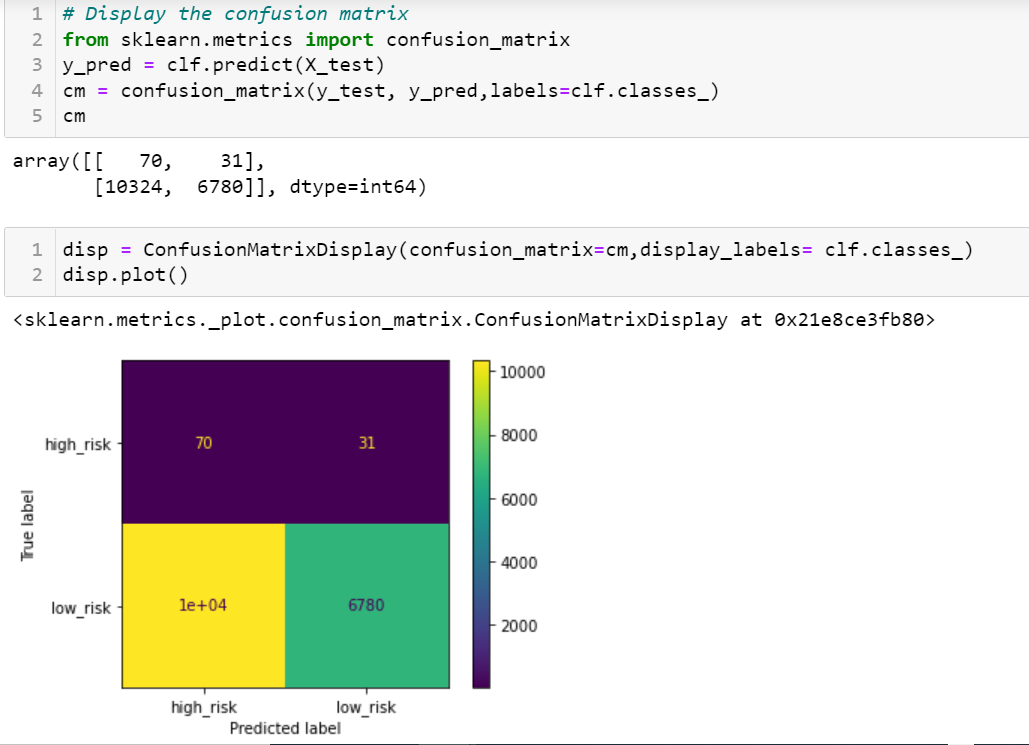 1 # Display the confusion matrix
2 from sklearn.metrics import confusion_matrix
3 y_pred = clf.predict(X_test)
4 cm = confusion_matrix(y_test, y_pred,labels=clf.classes_)
5 cm
array([[   70,    31],
       [10324,  6780]], dtype=int64)
1 disp = ConfusionMatrixDisplay(confusion_matrix=cm,display_labels= clf.classes_)
2 disp.plot()
<sklearn.metrics._plot.confusion_matrix.ConfusionMatrixDisplay at 0x21e8ce3fb80>
10000
high_risk 70 31
8000
6000
True label
4000
low_risk 1e+04 6780
2000
high_risk low_risk
Predicted label